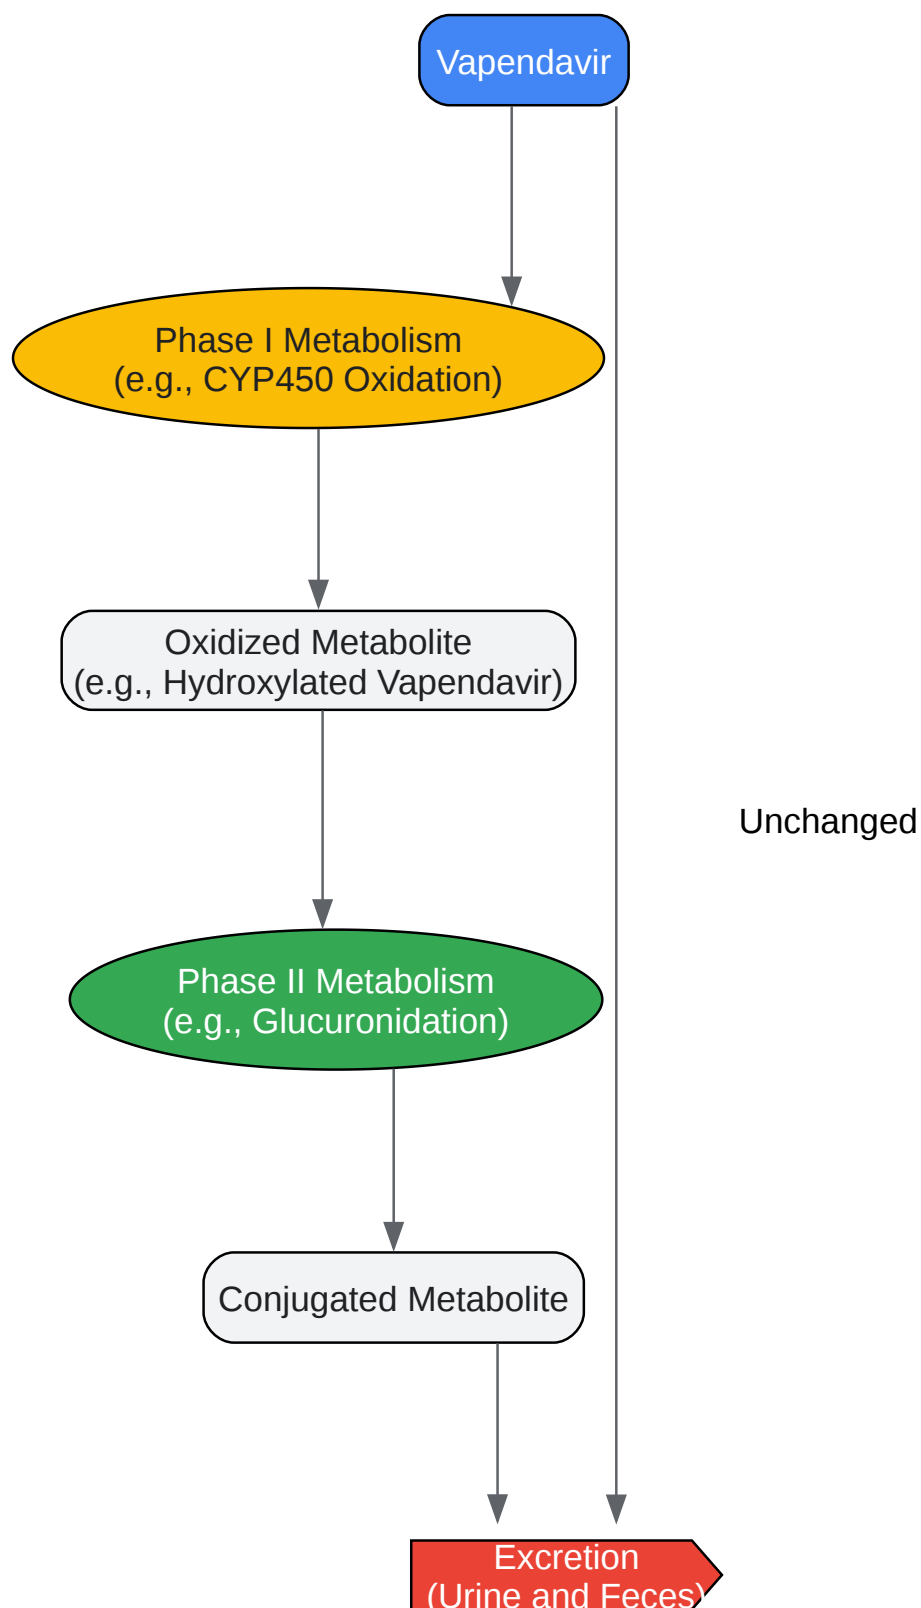 Vapendavir
Phase I Metabolism
(e.g., CYP450 Oxidation)
Oxidized Metabolite
(e.g., Hydroxylated Vapendavir)
Unchanged
Phase II Metabolism
(e.g., Glucuronidation)
Conjugated Metabolite
Excretion
(Urine and Feces)